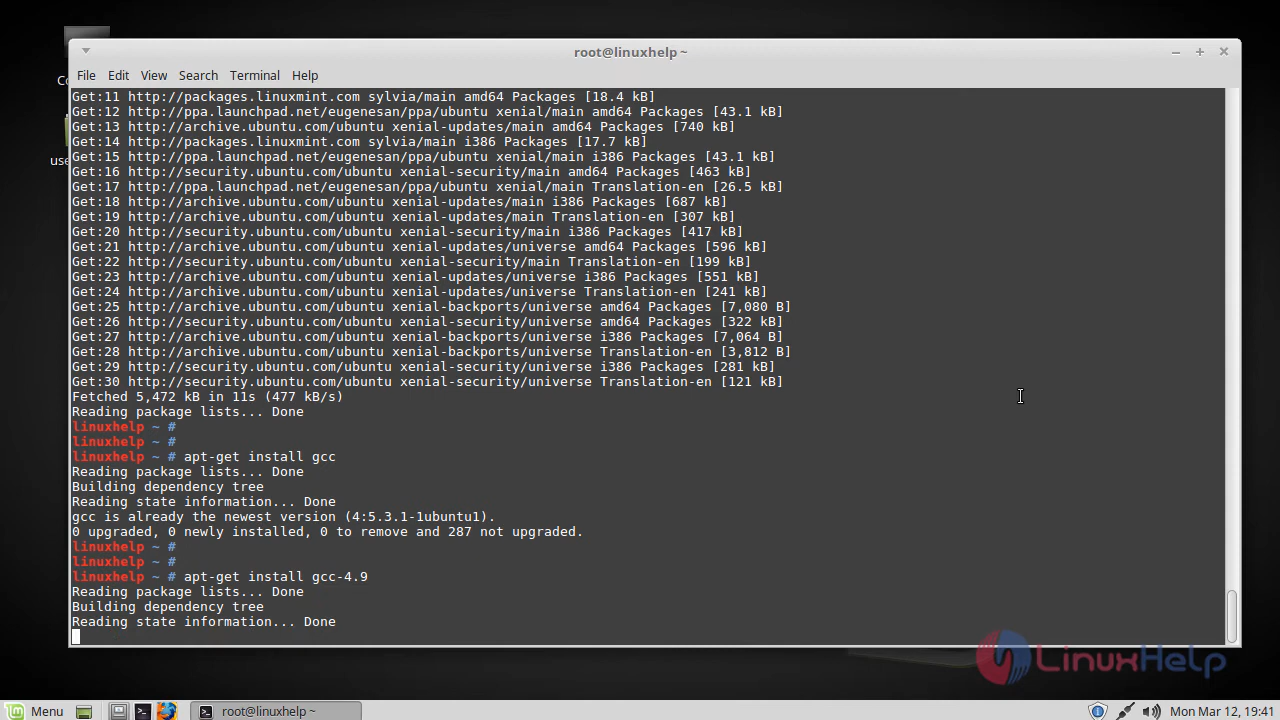 root@linuxhelp ~
File Edit View Search Terminal Help
Get:11 http://packages.linuxmint.com sylvia/main amd64 Packages [18.4 kB]
Get:12 http://ppa.launchpad.net/eugenesan/ppa/ubuntu xenial/main amd64 Packages [43.1 kB]
Get:13 http://archive.ubuntu.com/ubuntu xenial-updates/main amd64 Packages [740 kB]
Get:14 http://packages.linuxmint.com sylvia/main i386 Packages [17.7 kB]
Get:15 http://ppa.launchpad.net/eugenesan/ppa/ubuntu xenial/main i386 Packages [43.1 kB]
Get:16 http://security.ubuntu.com/ubuntu xenial-security/main amd64 Packages [463 kB]
Get:17 http://ppa.launchpad.net/eugenesan/ppa/ubuntu xenial/main Translation-en [26.5 kB]
Get:18 http://archive.ubuntu.com/ubuntu xenial-updates/main i386 Packages [687 kB]
Get:19 http://archive.ubuntu.com/ubuntu xenial-updates/main Translation-en [307 kB]
Get:20 http://security.ubuntu.com/ubuntu xenial-security/main i386 Packages [417 kB]
Get:21 http://archive.ubuntu.com/ubuntu xenial-updates/universe amd64 Packages [596 kB]
Get:22 http://security.ubuntu.com/ubuntu xenial-security/main Translation-en [199 kB]
Get:23 http://archive.ubuntu.com/ubuntu xenial-updates/universe i386 Packages [551 kB]
Get:24 http://archive.ubuntu.com/ubuntu xenial-updates/universe Translation-en [241 kB]
Get:25 http://archive.ubuntu.com/ubuntu xenial-backports/universe amd64 Packages [7,080 B]
Get:26 http://security.ubuntu.com/ubuntu xenial-security/universe amd64 Packages [322 kB]
Get:27 http://archive.ubuntu.com/ubuntu xenial-backports/universe i386 Packages [7,064 B]
Get:28 http://archive.ubuntu.com/ubuntu xenial-backports/universe Translation-en [3,812 B]
Get:29 http://security.ubuntu.com/ubuntu xenial-security/universe i386 Packages [281 kB]
Get:30 http://security.ubuntu.com/ubuntu xenial-security/universe Translation-en [121 kB]
Fetched 5,472 kB in 11s (477 kB/s)
Reading package lists... Done
linuxhelp ~ #
linuxhelp ~ #
linuxhelp ~ # apt-get install gcc
Reading package lists... Done
Building dependency tree
Reading state information... Done
gcc is already the newest version (4:5.3.1-1ubuntu1).
0 upgraded, 0 newly installed, 0 to remove and 287 not upgraded.
linuxhelp ~ #
linuxhelp ~ #
linuxhelp ~ # apt-get install gcc-4.9
Reading package lists... Done
Building dependency tree
Reading state information... Done
LinuxHelp
Menu root@linuxhelp ~ Mon Mar 12, 19:41